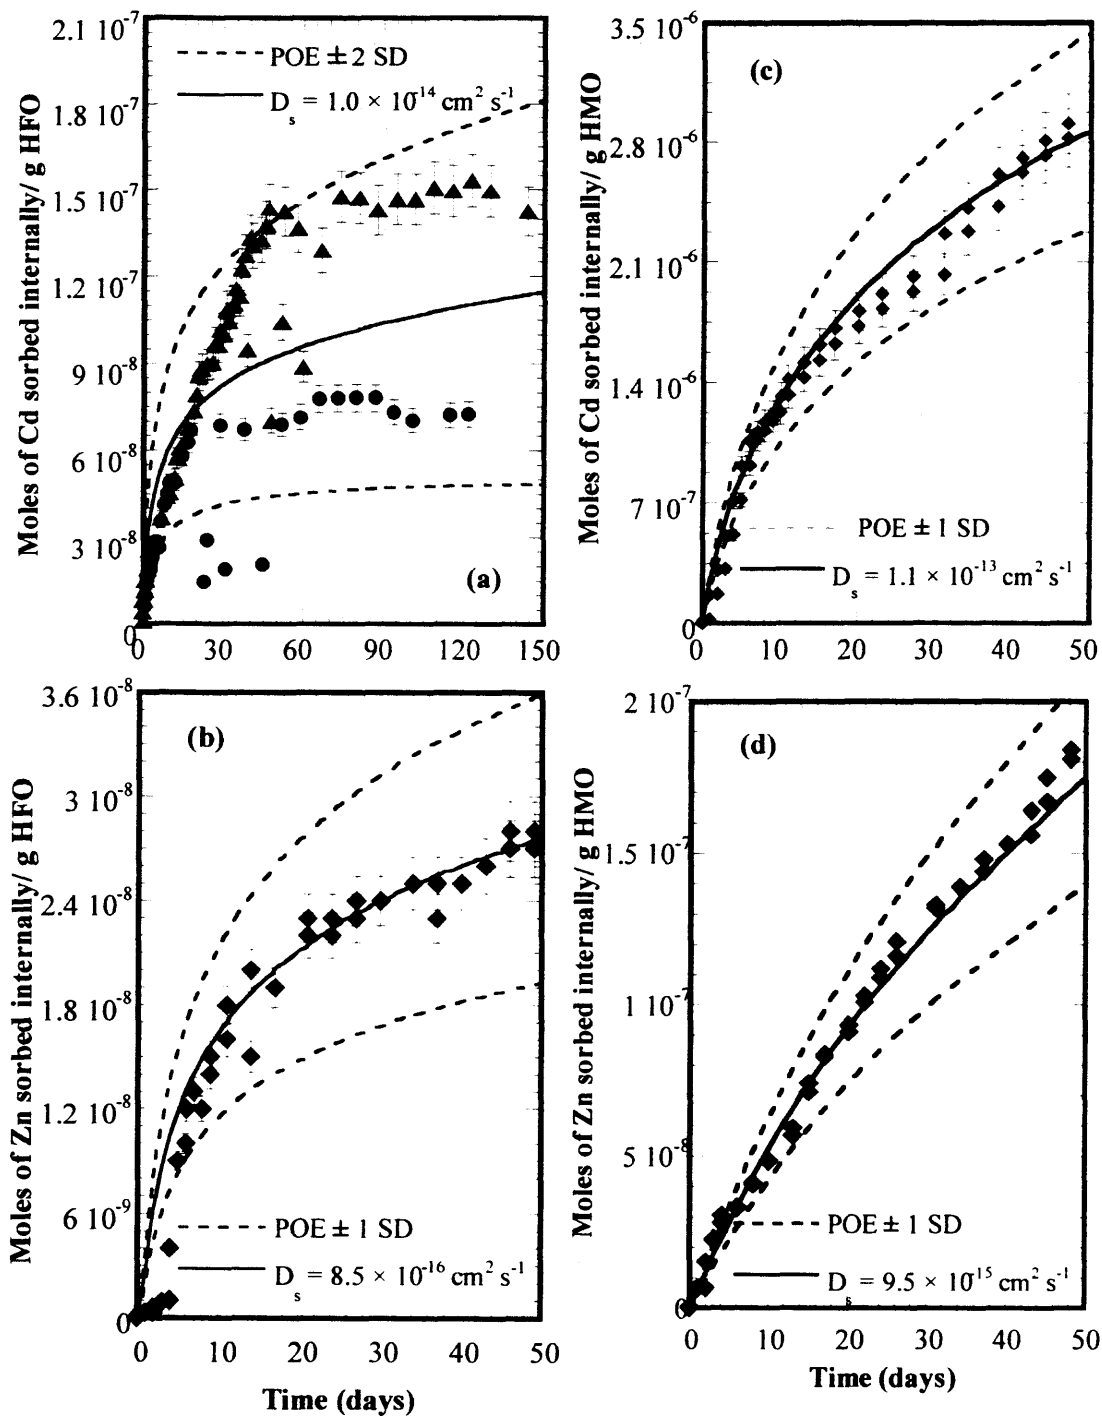 Moles of Cd sorbed internally/ g HFO
2.1 10⁻⁷
1.8 10⁻⁷
1.5 10⁻⁷
1.2 10⁻⁷
9 10⁻⁸
6 10⁻⁸
3 10⁻⁸
0
POE ± 2 SD
Dₛ = 1.0 × 10⁻¹⁴ cm² s⁻¹
(a)
0 30 60 90 120 150
Moles of Cd sorbed internally/ g HMO
3.5 10⁻⁶
2.8 10⁻⁶
2.1 10⁻⁶
1.4 10⁻⁶
7 10⁻⁷
0
(c)
POE ± 1 SD
Dₛ = 1.1 × 10⁻¹³ cm² s⁻¹
0 10 20 30 40 50
Moles of Zn sorbed internally/ g HFO
3.6 10⁻⁸
3 10⁻⁸
2.4 10⁻⁸
1.8 10⁻⁸
1.2 10⁻⁸
6 10⁻⁹
0
(b)
POE ± 1 SD
Dₛ = 8.5 × 10⁻¹⁶ cm² s⁻¹
0 10 20 30 40 50
Time (days)
Moles of Zn sorbed internally/ g HMO
2 10⁻⁷
1.5 10⁻⁷
1 10⁻⁷
5 10⁻⁸
0
(d)
POE ± 1 SD
Dₛ = 9.5 × 10⁻¹⁵ cm² s⁻¹
0 10 20 30 40 50
Time (days)